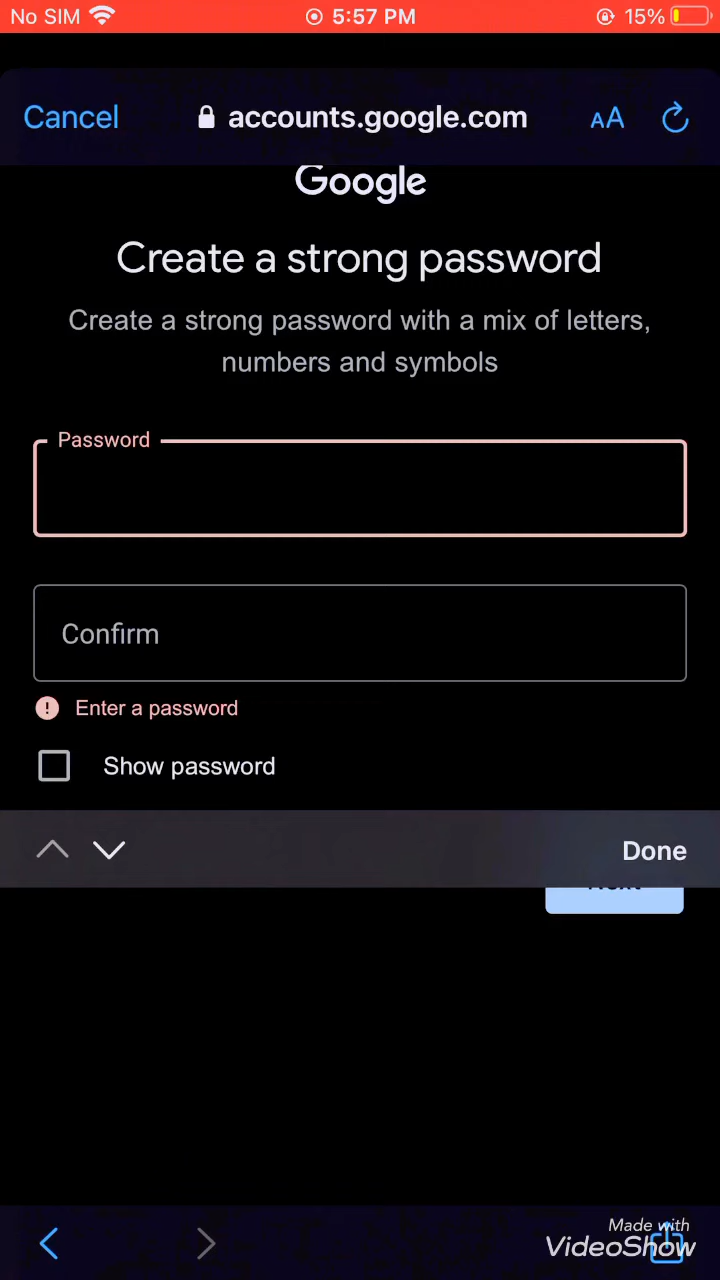 No SIM 5:57 PM 15%
Cancel accounts.google.com AA
Google
Create a strong password
Create a strong password with a mix of letters,
numbers and symbols
Password
Confirm
! Enter a password
Show password
Done
Next
Made with
VideoShow